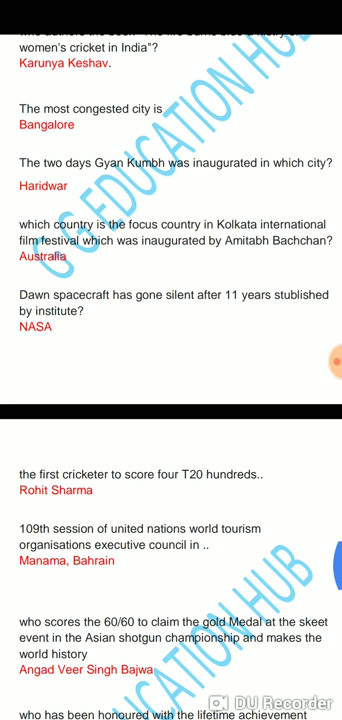 women's cricket in India"?
Karunya Keshav.
The most congested city is
Bangalore
The two days Gyan Kumbh was inaugurated in which city?
Haridwar
which country is the focus country in Kolkata international
film festival which was inaugurated by Amitabh Bachchan?
Australia
Dawn spacecraft has gone silent after 11 years stublished
by institute?
NASA
the first cricketer to score four T20 hundreds..
Rohit Sharma
109th session of united nations world tourism
organisations executive council in ..
Manama, Bahrain
who scores the 60/60 to claim the gold Medal at the skeet
event in the Asian shotgun championship and makes the
world history
Angad Veer Singh Bajwa
who has been honoured with the lifetime achievement
G G EDUCATION HUB
UCATION HUB
DU Recorder